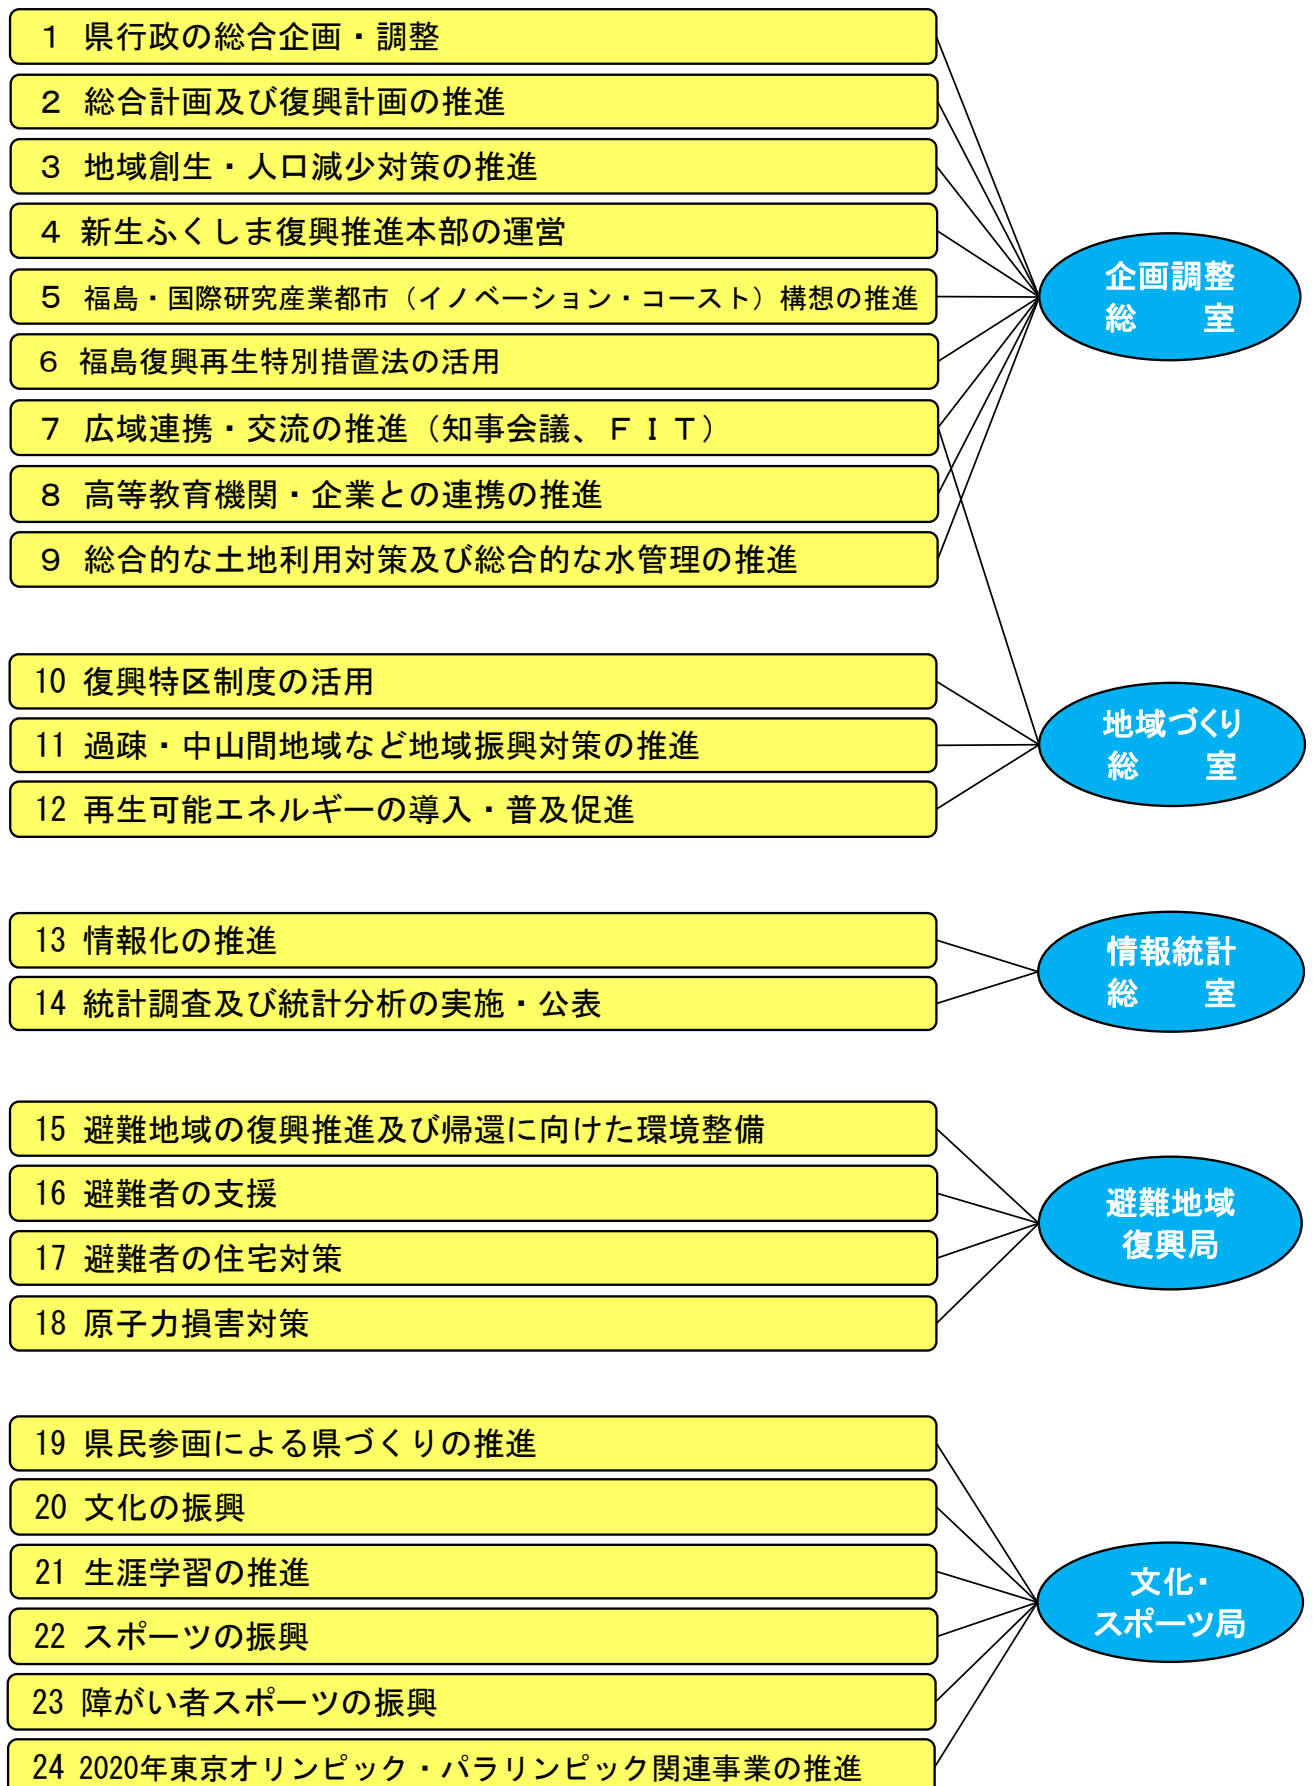 1 県行政の総合企画・調整
2 総合計画及び復興計画の推進
3 地域創生・人口減少対策の推進
4 新生ふくしま復興推進本部の運営
5 福島・国際研究産業都市（イノベーション・コースト）構想の推進
6 福島復興再生特別措置法の活用
7 広域連携・交流の推進（知事会議、ＦＩＴ）
8 高等教育機関・企業との連携の推進
9 総合的な土地利用対策及び総合的な水管理の推進
企画調整
総　　室
10 復興特区制度の活用
11 過疎・中山間地域など地域振興対策の推進
12 再生可能エネルギーの導入・普及促進
地域づくり
総　　室
13 情報化の推進
14 統計調査及び統計分析の実施・公表
情報統計
総　　室
15 避難地域の復興推進及び帰還に向けた環境整備
16 避難者の支援
17 避難者の住宅対策
18 原子力損害対策
避難地域
復興局
19 県民参画による県づくりの推進
20 文化の振興
21 生涯学習の推進
22 スポーツの振興
23 障がい者スポーツの振興
24 2020年東京オリンピック・パラリンピック関連事業の推進
文化・
スポーツ局